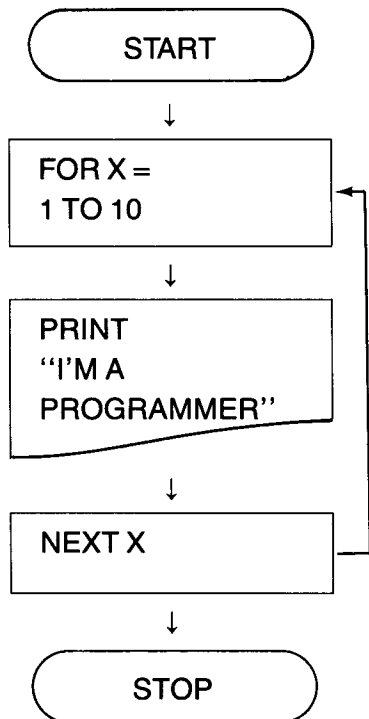 START
FOR X =
1 TO 10
PRINT
‘‘I’M A
PROGRAMMER’’
NEXT X
STOP